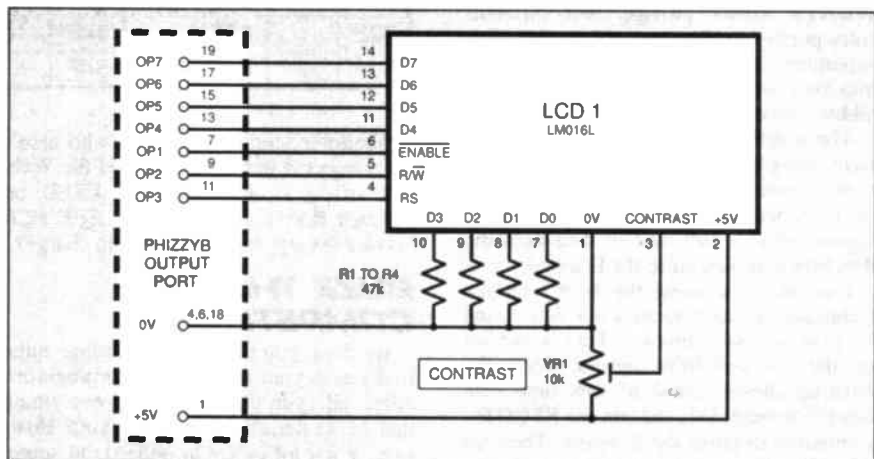 OP7 19 14 D7
OP6 17 13 D6
OP5 15 12 D5
OP4 13 11 D4
OP1 7 6 ENABLE
OP2 9 5 R/W
OP3 11 4 RS
LCD 1
LM016L
D3 D2 D1 D0 0V CONTRAST +5V
10 9 8 7 1 3 2
PHIZZYB
OUTPUT
PORT
R1 TO R4
47k
0V 4,6,18
CONTRAST
VR1
10k
+5V 1